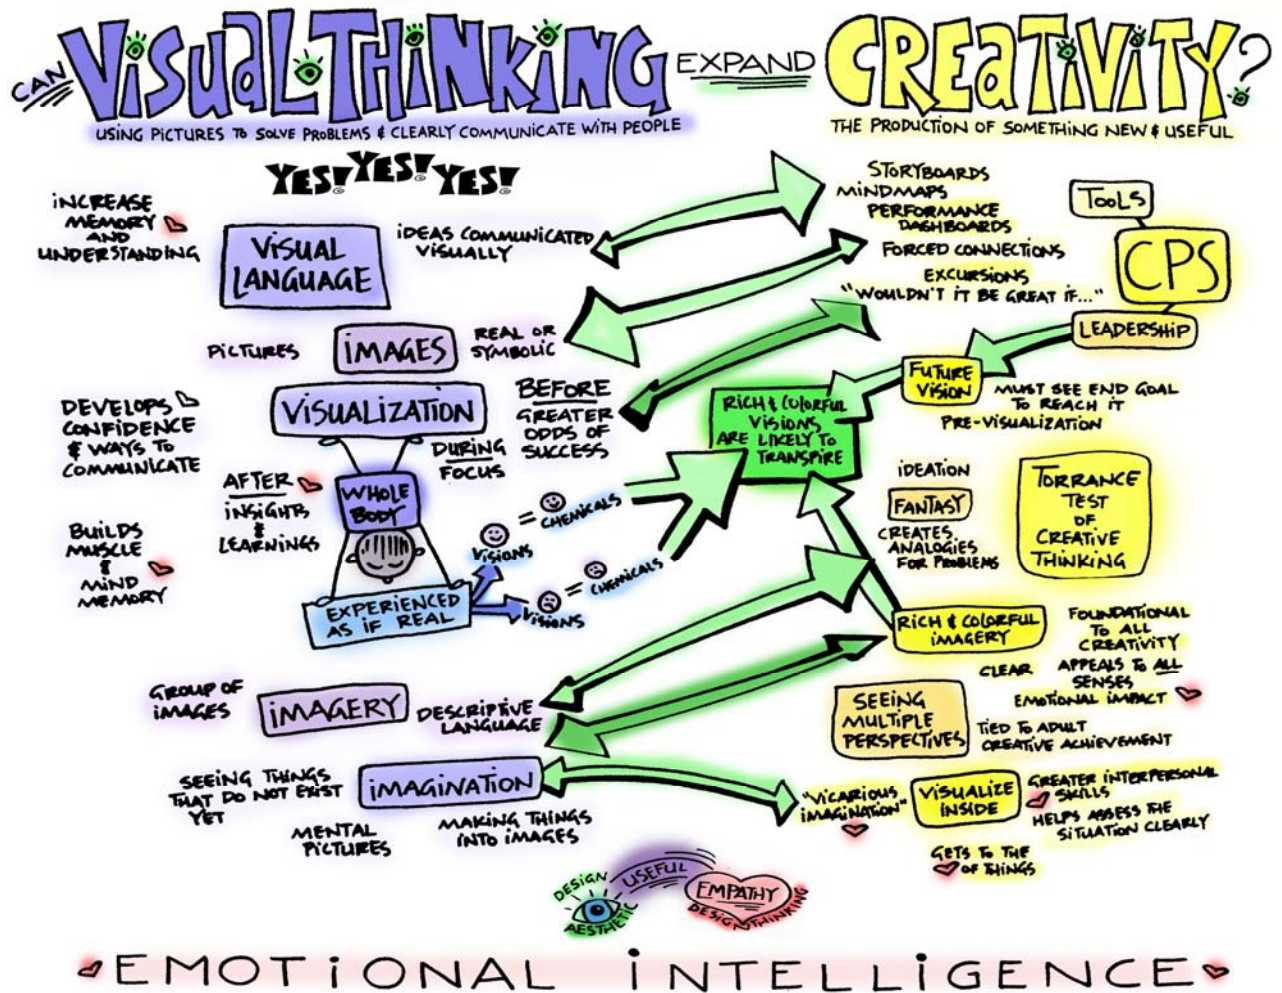 CAN VISUAL THINKING EXPAND CREATIVITY?
USING PICTURES TO SOLVE PROBLEMS & CLEARLY COMMUNICATE WITH PEOPLE
THE PRODUCTION OF SOMETHING NEW & USEFUL
YES! YES! YES!
INCREASE
MEMORY
AND
UNDERSTANDING
VISUAL
LANGUAGE
IDEAS COMMUNICATED
VISUALLY
PICTURES
IMAGES
REAL OR
SYMBOLIC
VISUALIZATION
BEFORE
GREATER
ODDS OF
SUCCESS
DURING
FOCUS
DEVELOPS
CONFIDENCE
& WAYS TO
COMMUNICATE
AFTER
INSIGHTS
&
LEARNINGS
WHOLE
BODY
BUILDS
MUSCLE
&
MIND
MEMORY
EXPERIENCED
AS IF REAL
VISIONS
= CHEMICALS
VISIONS
= CHEMICALS
GROUP OF
IMAGES
IMAGERY
DESCRIPTIVE
LANGUAGE
SEEING THINGS
THAT DO NOT EXIST
YET
IMAGINATION
MENTAL
PICTURES
MAKING THINGS
INTO IMAGES
STORYBOARDS
MINDMAPS
PERFORMANCE
DASHBOARDS
FORCED CONNECTIONS
EXCURSIONS
"WOULDN'T IT BE GREAT IF..."
TOOLS
CPS
LEADERSHIP
FUTURE
VISION
MUST SEE END GOAL
TO REACH IT
PRE-VISUALIZATION
RICH & COLORFUL
VISIONS
ARE LIKELY TO
TRANSPIRE
IDEATION
FANTASY
CREATES
ANALOGIES
FOR PROBLEMS
TORRANCE
TEST
OF
CREATIVE
THINKING
RICH & COLORFUL
IMAGERY
FOUNDATIONAL
TO ALL
CREATIVITY
CLEAR
APPEALS TO ALL
SENSES
EMOTIONAL IMPACT
SEEING
MULTIPLE
PERSPECTIVES
TIED TO ADULT
CREATIVE ACHIEVEMENT
"VICARIOUS
IMAGINATION"
VISUALIZE
INSIDE
GREATER INTERPERSONAL
SKILLS
HELPS ASSESS THE
SITUATION CLEARLY
GETS TO THE
OF THINGS
DESIGN
AESTHETIC
USEFUL
EMPATHY
DESIGN THINKING
EMOTIONAL INTELLIGENCE